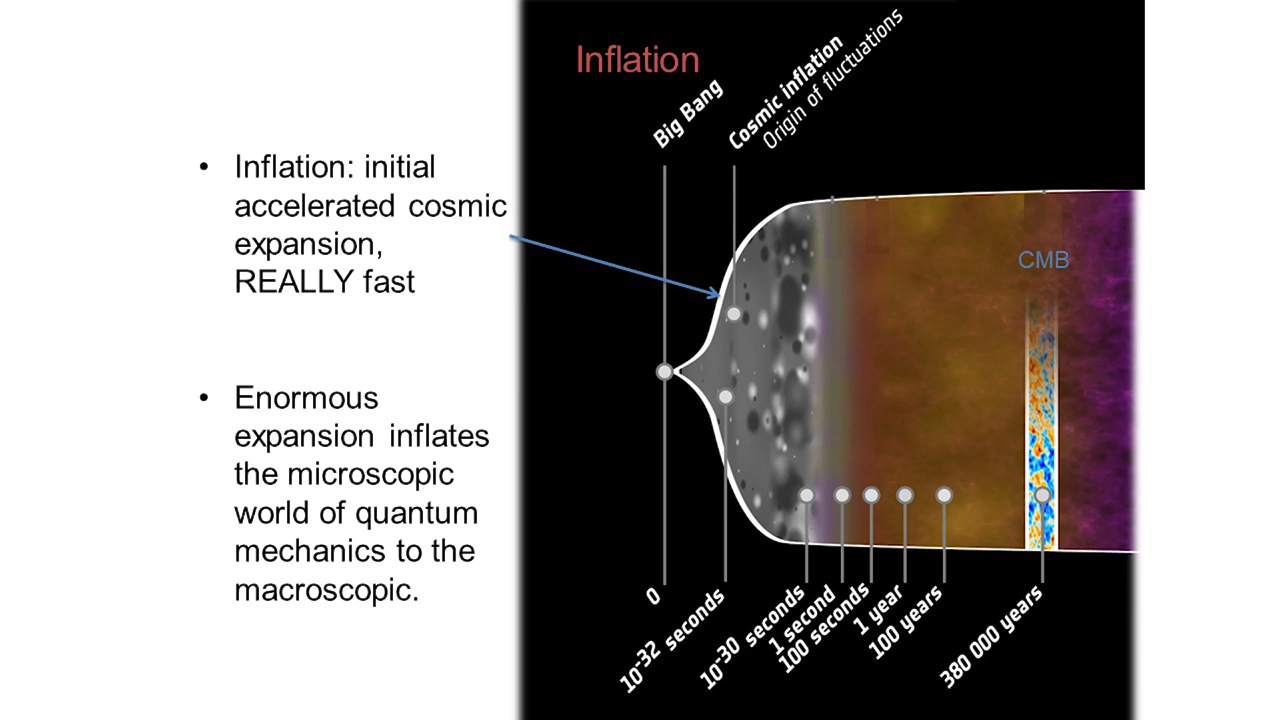 Inflation
• Inflation: initial
accelerated cosmic
expansion,
REALLY fast
• Enormous
expansion inflates
the microscopic
world of quantum
mechanics to the
macroscopic.
Big Bang
Cosmic inflation
Origin of fluctuations
CMB
0
10-32 seconds
10-30 seconds
1 second
100 seconds
1 year
100 years
380 000 years